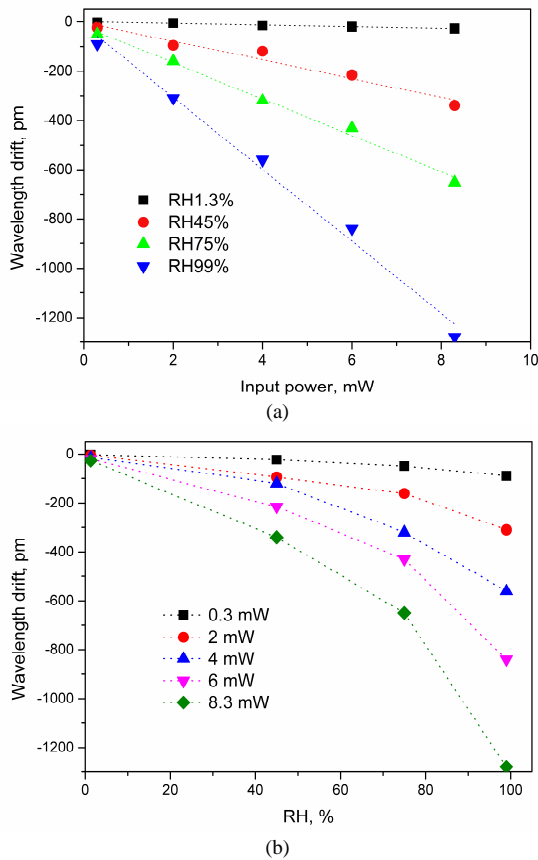 0
-200
-400
-600
-800
-1000
-1200
Wavelength drift, pm
RH1.3%
RH45%
RH75%
RH99%
0 2 4 6 8 10
Input power, mW
(a)
0
-200
-400
-600
-800
-1000
-1200
Wavelength drift, pm
0.3 mW
2 mW
4 mW
6 mW
8.3 mW
0 20 40 60 80 100
RH, %
(b)